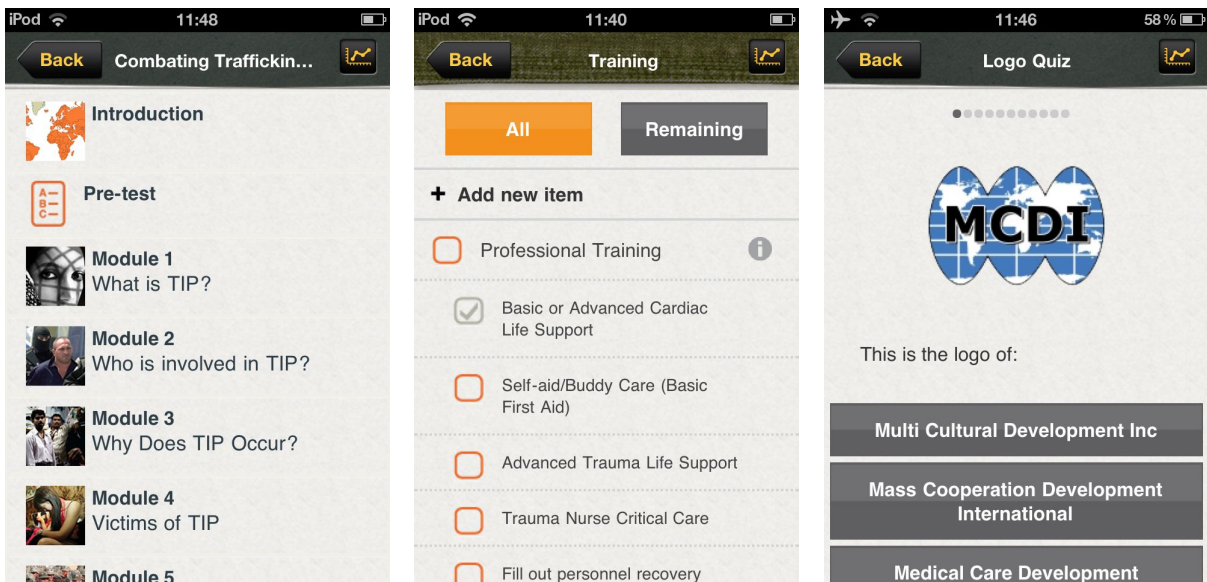 iPod 11:48
Back Combating Traffickin...
Introduction
A
B
C
Pre-test
Module 1
What is TIP?
Module 2
Who is involved in TIP?
Module 3
Why Does TIP Occur?
Module 4
Victims of TIP
Module 5
iPod 11:40
Back Training
All Remaining
+ Add new item
Professional Training i
Basic or Advanced Cardiac
Life Support
Self-aid/Buddy Care (Basic
First Aid)
Advanced Trauma Life Support
Trauma Nurse Critical Care
Fill out personnel recovery
11:46 58%
Back Logo Quiz
MCDI
This is the logo of:
Multi Cultural Development Inc
Mass Cooperation Development
International
Medical Care Development